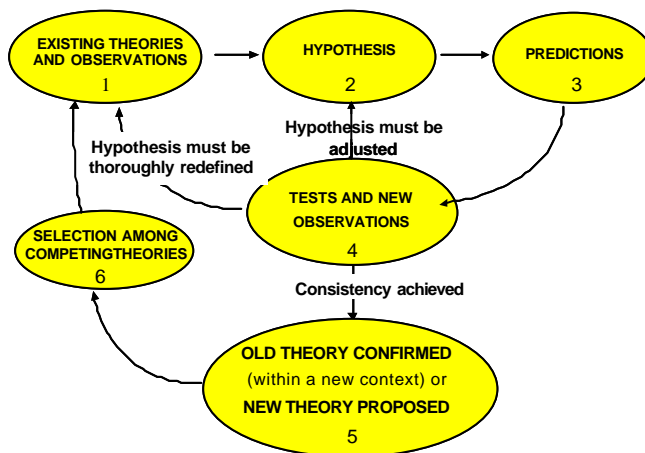 EXISTING THEORIES
AND OBSERVATIONS
1
HYPOTHESIS
2
PREDICTIONS
3
Hypothesis must be
thoroughly redefined
Hypothesis must be
adjusted
TESTS AND NEW
OBSERVATIONS
4
SELECTION AMONG
COMPETINGTHEORIES
6
Consistency achieved
OLD THEORY CONFIRMED
(within a new context) or
NEW THEORY PROPOSED
5